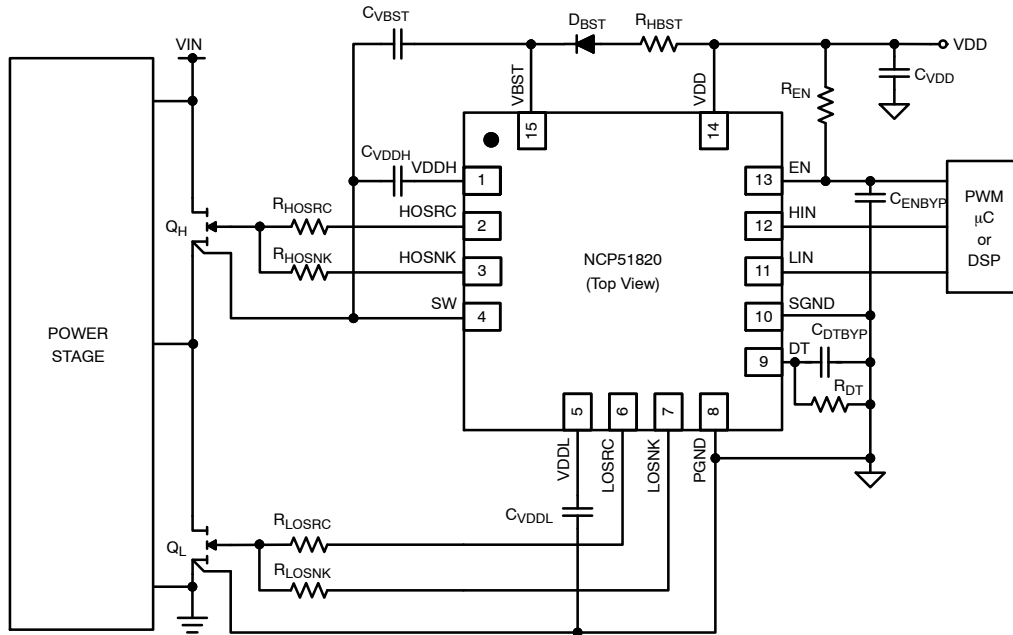 CVBST
DBST
RHBST
VIN
VDD
CVDD
VBST
VDD
REN
15
14
CVDDH
VDDH
1
13
EN
CENBYP
RHOSRC
HOSRC
2
12
HIN
PWM
µC
or
DSP
QH
RHOSNK
HOSNK
3
NCP51820
(Top View)
11
LIN
SW
4
10
SGND
POWER
STAGE
9
DT
CDTBYP
RDT
5
6
7
8
VDDL
LOSRC
LOSNK
PGND
CVDDL
RLOSRC
QL
RLOSNK